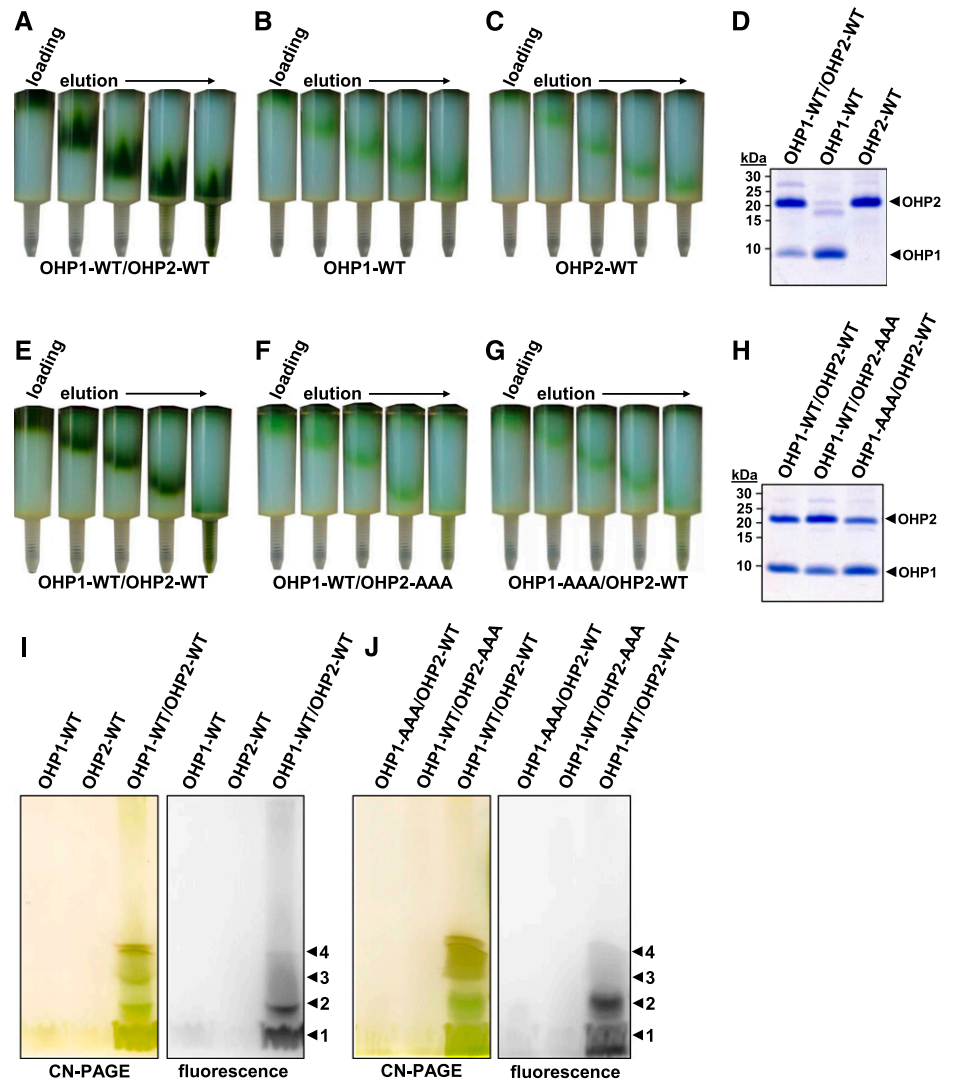 A
loading
elution
OHP1-WT/OHP2-WT
B
loading
elution
OHP1-WT
C
loading
elution
OHP2-WT
D
OHP1-WT/OHP2-WT
OHP1-WT
OHP2-WT
kDa
30
25
20
15
10
OHP2
OHP1
E
loading
elution
OHP1-WT/OHP2-WT
F
loading
elution
OHP1-WT/OHP2-AAA
G
loading
elution
OHP1-AAA/OHP2-WT
H
OHP1-WT/OHP2-WT
OHP1-WT/OHP2-AAA
OHP1-AAA/OHP2-WT
kDa
30
25
20
15
10
OHP2
OHP1
I
OHP1-WT
OHP2-WT
OHP1-WT/OHP2-WT
OHP1-WT
OHP2-WT
OHP1-WT/OHP2-WT
4
3
2
1
CN-PAGE
fluorescence
J
OHP1-AAA/OHP2-WT
OHP1-WT/OHP2-AAA
OHP1-WT/OHP2-WT
OHP1-AAA/OHP2-WT
OHP1-WT/OHP2-AAA
OHP1-WT/OHP2-WT
4
3
2
1
CN-PAGE
fluorescence